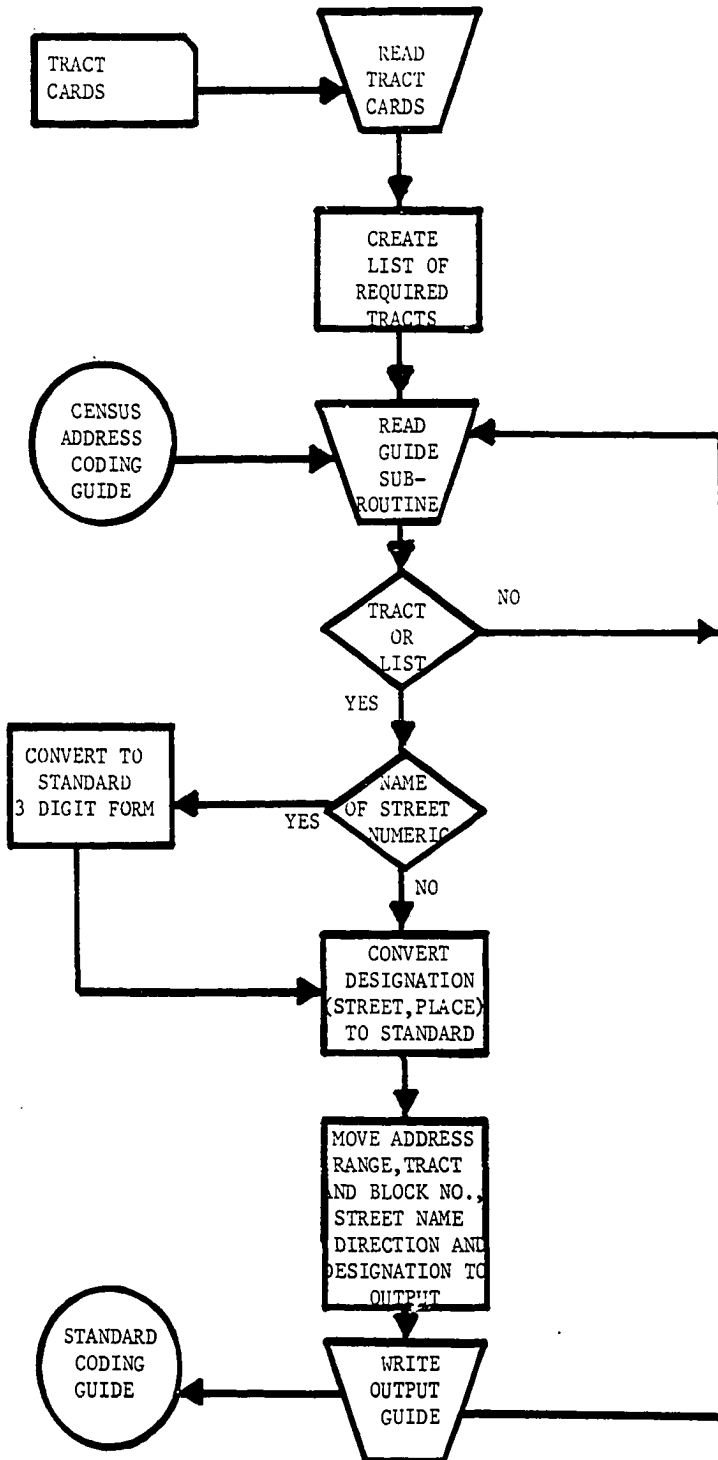 TRACT
CARDS
READ
TRACT
CARDS
CREATE
LIST OF
REQUIRED
TRACTS
CENSUS
ADDRESS
CODING
GUIDE
READ
GUIDE
SUB-
ROUTINE
TRACT
OR
LIST
NO
YES
CONVERT TO
STANDARD
3 DIGIT FORM
YES
NAME
OF STREET
NUMERIC
NO
CONVERT
DESIGNATION
(STREET,PLACE)
TO STANDARD
MOVE ADDRESS
RANGE,TRACT
AND BLOCK NO.,
STREET NAME
DIRECTION AND
DESIGNATION TO
OUTPUT
STANDARD
CODING
GUIDE
WRITE
OUTPUT
GUIDE